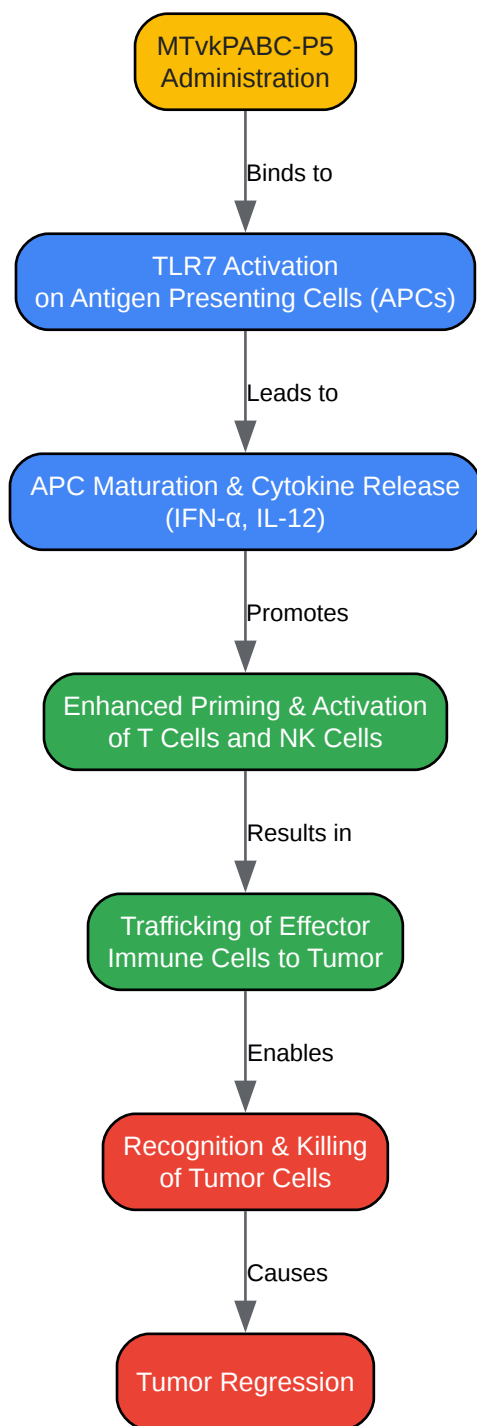 MTvkPABC-P5
Administration
Binds to
TLR7 Activation
on Antigen Presenting Cells (APCs)
Leads to
APC Maturation & Cytokine Release
(IFN-α, IL-12)
Promotes
Enhanced Priming & Activation
of T Cells and NK Cells
Results in
Trafficking of Effector
Immune Cells to Tumor
Enables
Recognition & Killing
of Tumor Cells
Causes
Tumor Regression